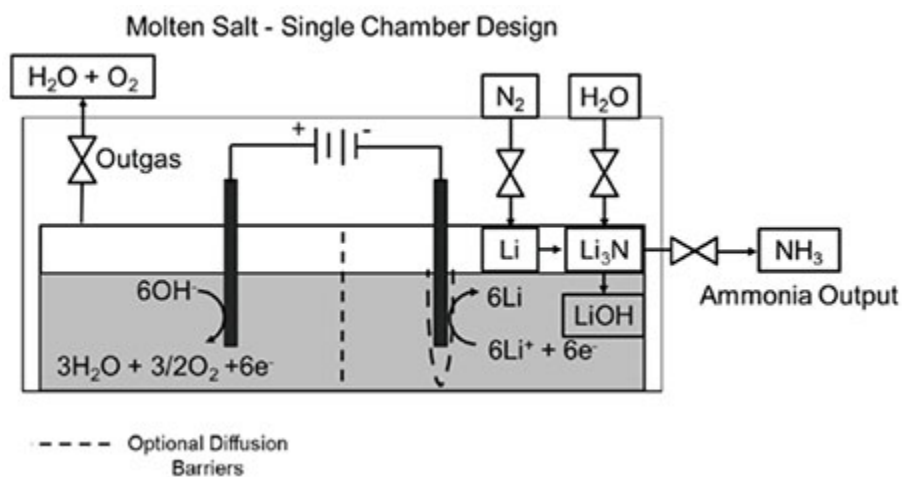 Molten Salt - Single Chamber Design
H₂O + O₂
N₂
H₂O
+
-
Outgas
Li
Li₃N
NH₃
Ammonia Output
6OH⁻
6Li
LiOH
6Li⁺ + 6e⁻
3H₂O + 3/2O₂ +6e⁻
Optional Diffusion
Barriers